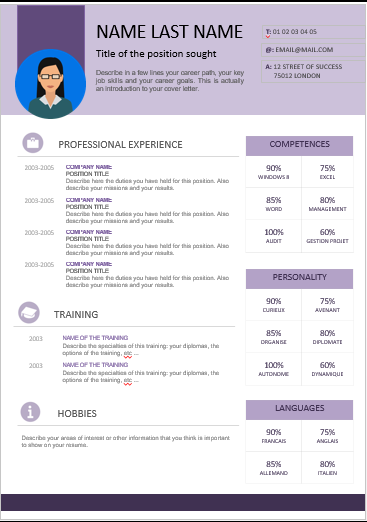 NAME LAST NAME
Title of the position sought
Describe in a few lines your career path, your key
job skills and your career goals. This is actually
an introduction to your cover letter.
T: 01 02 03 04 05
@: EMAIL@MAIL.COM
A: 12 STREET OF SUCCESS
75012 LONDON
PROFESSIONAL EXPERIENCE
2003-2005 COMPANY NAME
POSITION TITLE
Describe here the duties you have held for this position. Also
describe your missions and your results.
2003-2005 COMPANY NAME
POSITION TITLE
Describe here the duties you have held for this position. Also
describe your missions and your results.
2003-2005 COMPANY NAME
POSITION TITLE
Describe here the duties you have held for this position. Also
describe your missions and your results.
2003-2005 COMPANY NAME
POSITION TITLE
Describe here the duties you have held for this position. Also
describe your missions and your results.
TRAINING
2003 NAME OF THE TRAINING
Describe the specialties of this training: your diplomas, the
options of the training, etc ...
2003 NAME OF THE TRAINING
Describe the specialties of this training: your diplomas, the
options of the training, etc ...
HOBBIES
Describe your areas of interest or other information that you think is important
to show on your resume.
COMPETENCES
90% 75%
WINDOWS 8 EXCEL
85% 80%
WORD MANAGEMENT
100% 60%
AUDIT GESTION PROJET
PERSONALITY
90% 75%
CURIEUX AVENANT
85% 80%
ORGANISE DIPLOMATE
100% 60%
AUTONOME DYNAMIQUE
LANGUAGES
90% 75%
FRANCAIS ANGLAIS
85% 80%
ALLEMAND ITALIEN